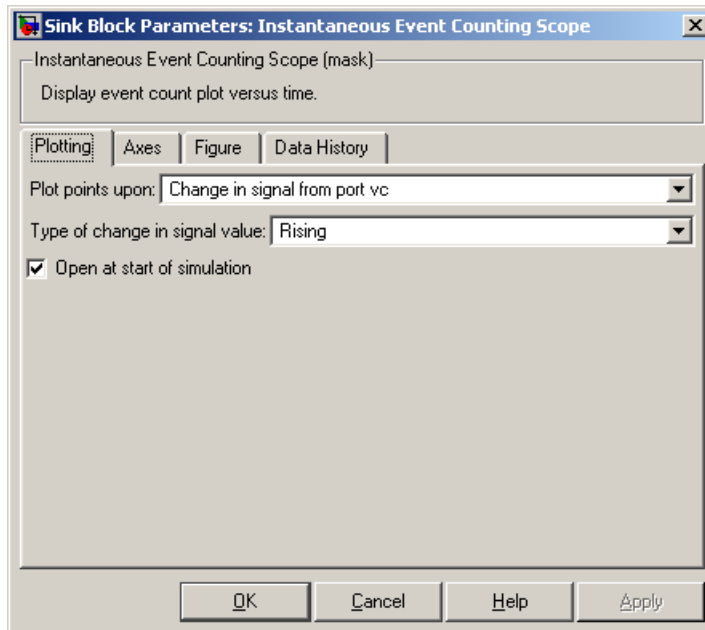 Sink Block Parameters: Instantaneous Event Counting Scope
Instantaneous Event Counting Scope (mask)
Display event count plot versus time.
Plotting Axes Figure Data History
Plot points upon: Change in signal from port vc
Type of change in signal value: Rising
Open at start of simulation
OK Cancel Help Apply